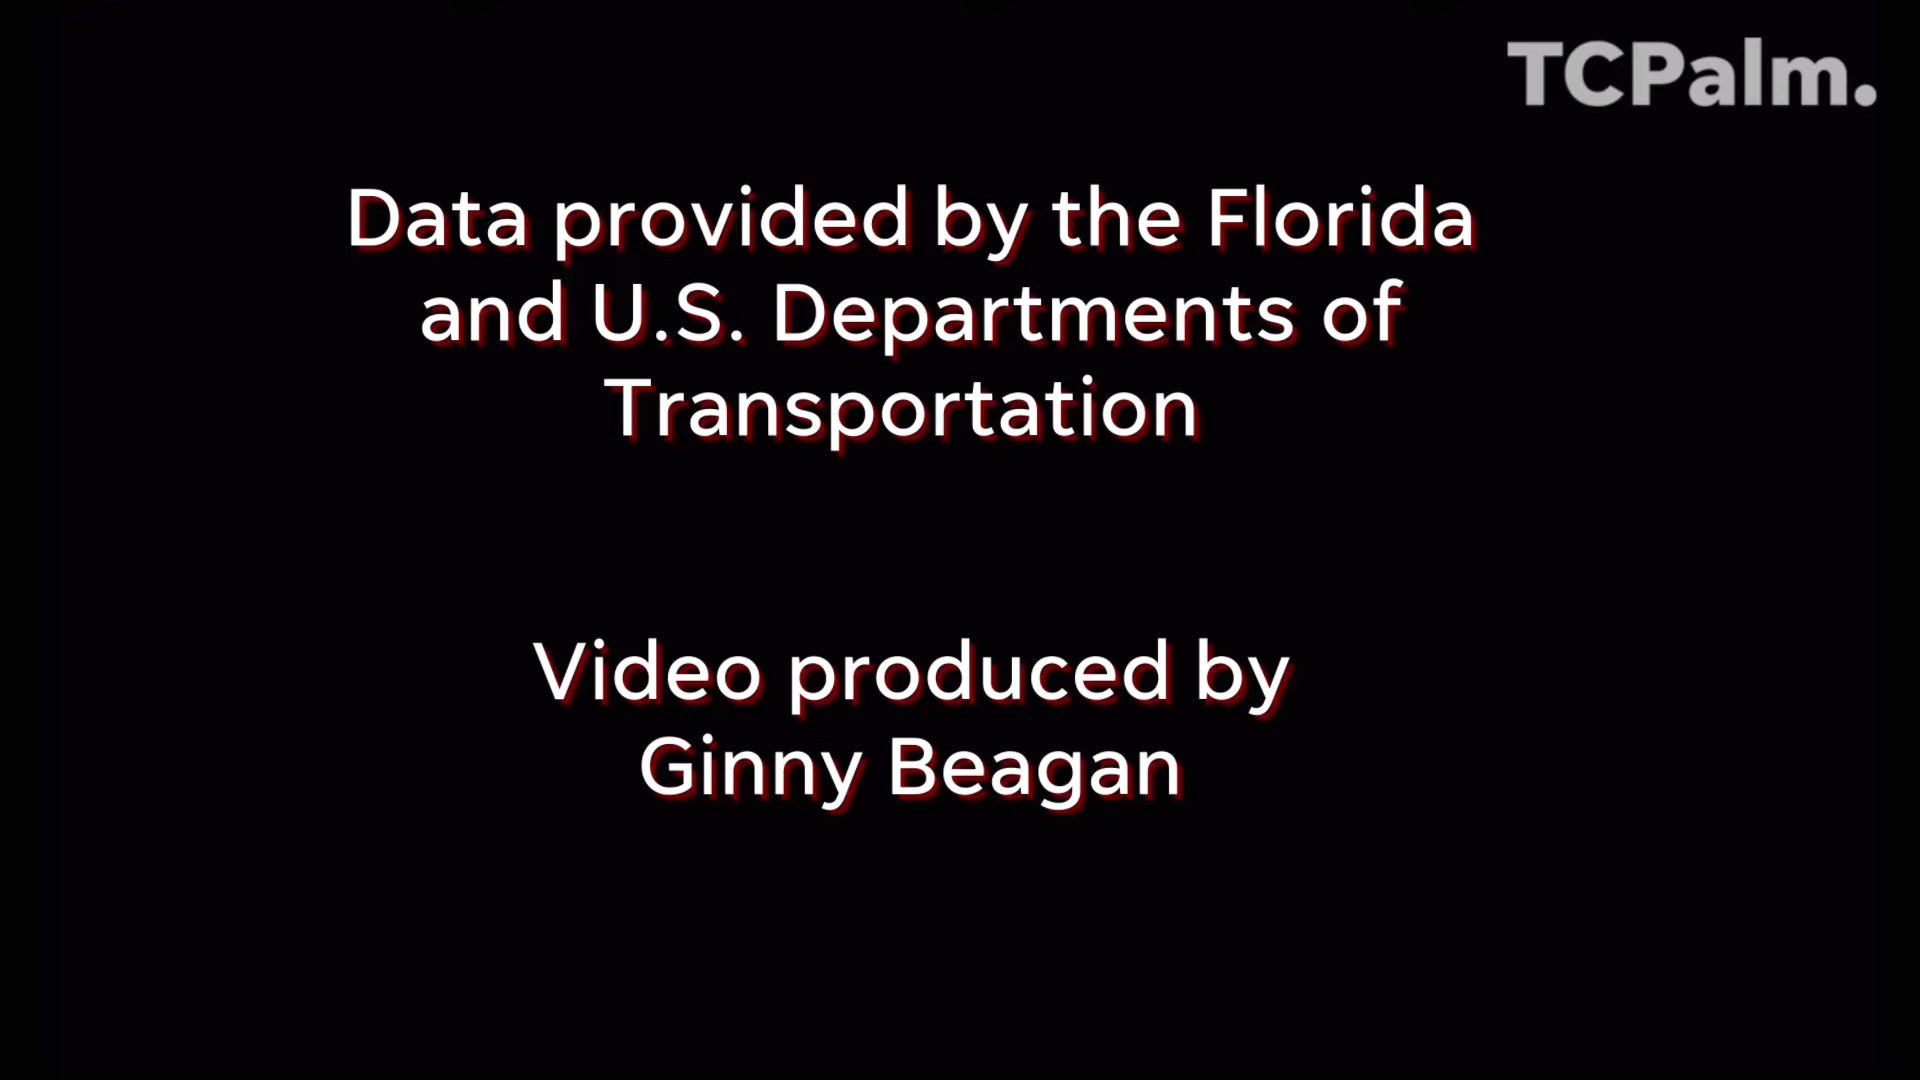 TCPalm.
Data provided by the Florida
and U.S. Departments of
Transportation
Video produced by
Ginny Beagan